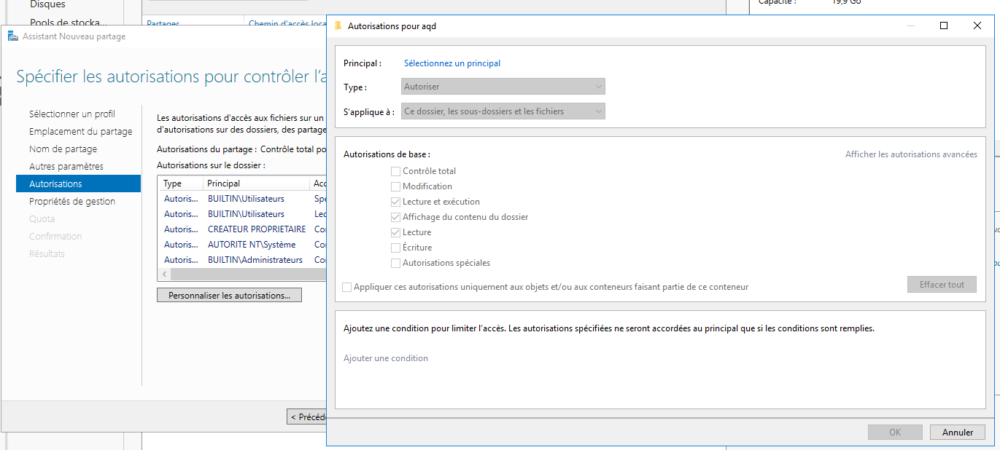 Disques
Pools de stocka...
Partager
Chemin d'accès loca
Capacité :
19,9 Go
Assistant Nouveau partage
Spécifier les autorisations pour contrôler l'a
Sélectionner un profil
Emplacement du partage
Nom de partage
Autres paramètres
Autorisations
Propriétés de gestion
Quota
Confirmation
Résultats
Les autorisations d'accès aux fichiers sur un
d'autorisations sur des dossiers, des partage
Autorisations du partage : Contrôle total po
Autorisations sur le dossier :
Type Principal Acc
Autoris... BUILTIN\Utilisateurs Spé
Autoris... BUILTIN\Utilisateurs Lec
Autoris... CREATEUR PROPRIETAIRE Cor
Autoris... AUTORITE NT\Système Cor
Autoris... BUILTIN\Administrateurs Cor
Personnaliser les autorisations...
< Précéde
Autorisations pour aqd
Principal : Sélectionnez un principal
Type : Autoriser
S'applique à : Ce dossier, les sous-dossiers et les fichiers
Autorisations de base :
Afficher les autorisations avancées
Contrôle total
Modification
Lecture et exécution
Affichage du contenu du dossier
Lecture
Écriture
Autorisations spéciales
Appliquer ces autorisations uniquement aux objets et/ou aux conteneurs faisant partie de ce conteneur
Effacer tout
Ajoutez une condition pour limiter l'accès. Les autorisations spécifiées ne seront accordées au principal que si les conditions sont remplies.
Ajouter une condition
OK
Annuler